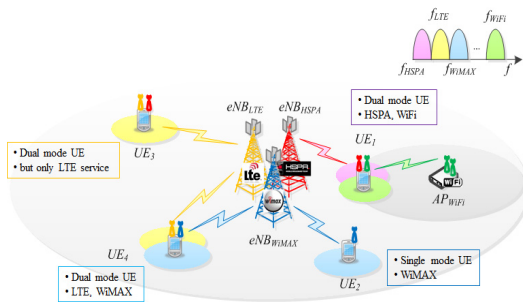 f_LTE f_WiFi
...
f_HSPA f_WiMAX f
eNB_LTE eNB_HSPA
• Dual mode UE
• HSPA, WiFi
UE_3
UE_1
• Dual mode UE
• but only LTE service
lte
HSPA
WiFi
AP_WiFi
wimax
UE_4
eNB_WiMAX
UE_2
• Single mode UE
• WiMAX
• Dual mode UE
• LTE, WiMAX